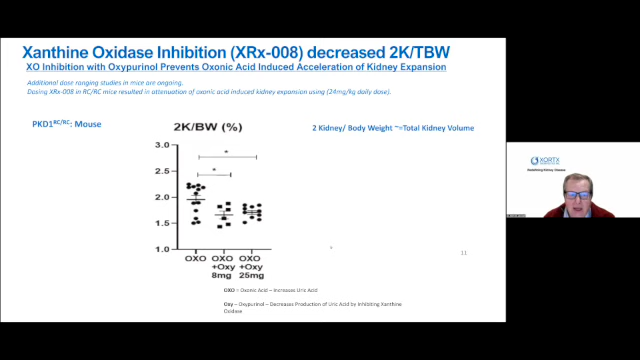 Xanthine Oxidase Inhibition (XRx-008) decreased 2K/TBW
XO Inhibition with Oxypurinol Prevents Oxonic Acid Induced Acceleration of Kidney Expansion
Additional dose ranging studies in mice are ongoing.
Dosing XRx-008 in RC/RC mice resulted in attenuation of oxonic acid induced kidney expansion using (24mg/kg daily dose).
PKD1RC/RC: Mouse
2K/BW (%)
2 Kidney/ Body Weight ~=Total Kidney Volume
3.0
2.5
2.0
1.5
1.0
*
*
OXO OXO OXO
+Oxy +Oxy
8mg 25mg
11
OXO = Oxonic Acid – Increases Uric Acid
Oxy – Oxypurinol – Decreases Production of Uric Acid by Inhibiting Xanthine
Oxidase
XORTX
Redefining Kidney Disease